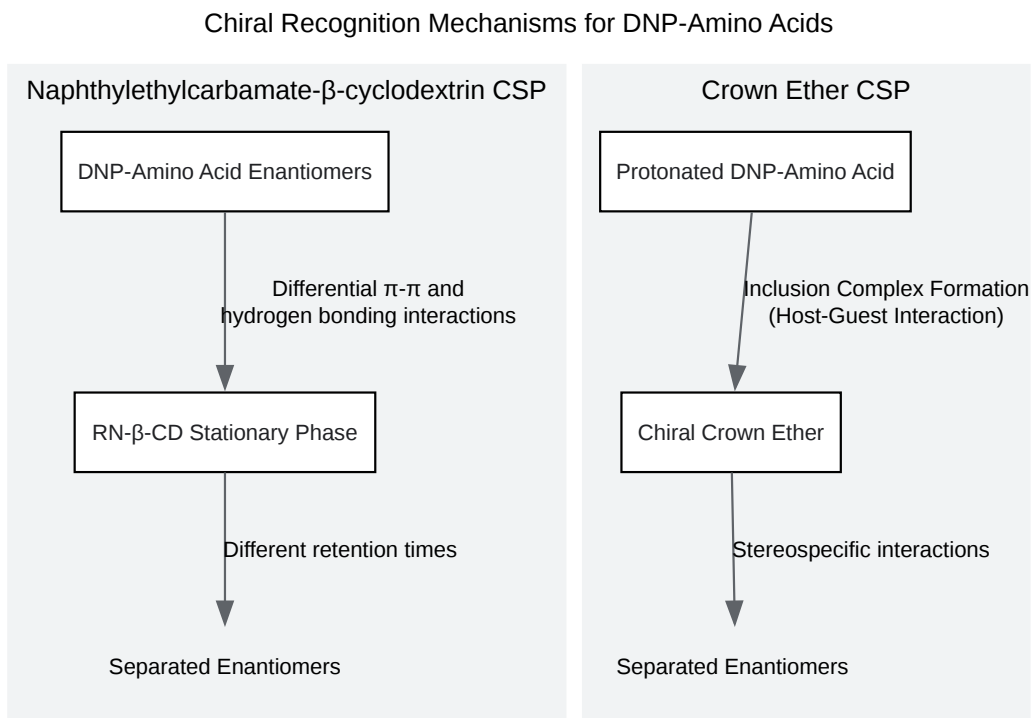 Chiral Recognition Mechanisms for DNP-Amino Acids
Naphthylethylcarbamate-β-cyclodextrin CSP
DNP-Amino Acid Enantiomers
Differential π-π and
hydrogen bonding interactions
RN-β-CD Stationary Phase
Different retention times
Separated Enantiomers
Crown Ether CSP
Protonated DNP-Amino Acid
Inclusion Complex Formation
(Host-Guest Interaction)
Chiral Crown Ether
Stereospecific interactions
Separated Enantiomers